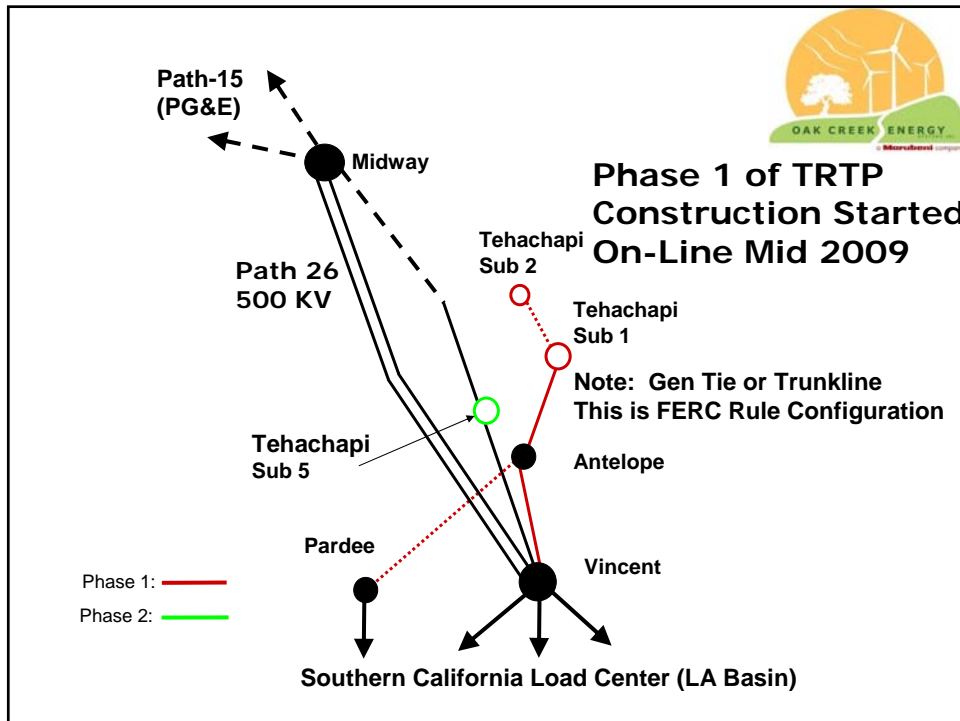 Path-15
(PG&E)
OAK CREEK ENERGY
a Marubeni company
Midway
Phase 1 of TRTP
Construction Started
On-Line Mid 2009
Tehachapi
Sub 2
Path 26
500 KV
Tehachapi
Sub 1
Note: Gen Tie or Trunkline
This is FERC Rule Configuration
Tehachapi
Sub 5
Antelope
Pardee
Vincent
Phase 1:
Phase 2:
Southern California Load Center (LA Basin)